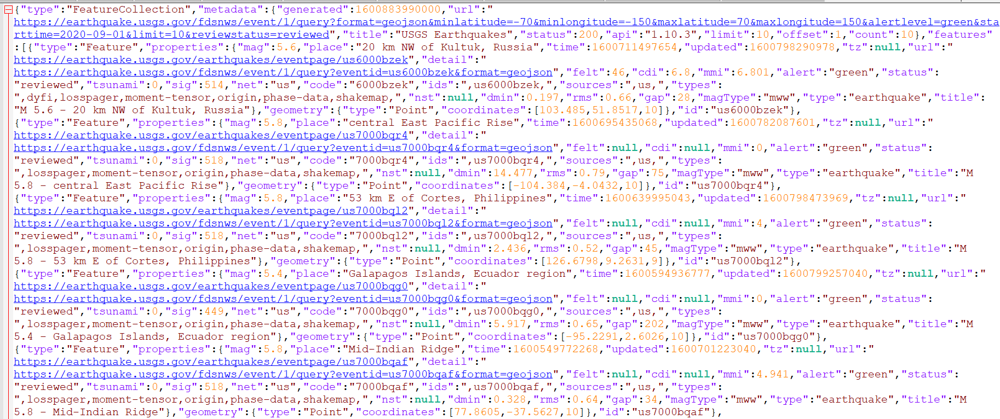 {"type":"FeatureCollection","metadata":{"generated":1600883990000,"url":"
https://earthquake.usgs.gov/fdsnws/event/1/query?format=geojson&minlatitude=-70&minlongitude=-150&maxlatitude=70&maxlongitude=150&alertlevel=green&sta
rttime=2020-09-01&limit=10&reviewstatus=reviewed","title":"USGS Earthquakes","status":200,"api":"1.10.3","limit":10,"offset":1,"count":10},"features"
:[{"type":"Feature","properties":{"mag":5.6,"place":"20 km NW of Kultuk, Russia","time":1600711497654,"updated":1600798290978,"tz":null,"url":"
https://earthquake.usgs.gov/earthquakes/eventpage/us6000bzek","detail":"
https://earthquake.usgs.gov/fdsnws/event/1/query?eventid=us6000bzek&format=geojson","felt":46,"cdi":6.8,"mmi":6.801,"alert":"green","status":
"reviewed","tsunami":0,"sig":514,"net":"us","code":"6000bzek","ids":",us6000bzek,","sources":",us,","types":
",dyfi,losspager,moment-tensor,origin,phase-data,shakemap,","nst":null,"dmin":0.197,"rms":0.66,"gap":28,"magType":"mww","type":"earthquake","title":
"M 5.6 - 20 km NW of Kultuk, Russia"},"geometry":{"type":"Point","coordinates":[103.485,51.8517,10]},"id":"us6000bzek"},
{"type":"Feature","properties":{"mag":5.8,"place":"central East Pacific Rise","time":1600695435068,"updated":1600782087601,"tz":null,"url":"
https://earthquake.usgs.gov/earthquakes/eventpage/us7000bqr4","detail":"
https://earthquake.usgs.gov/fdsnws/event/1/query?eventid=us7000bqr4&format=geojson","felt":null,"cdi":null,"mmi":0,"alert":"green","status":
"reviewed","tsunami":0,"sig":518,"net":"us","code":"7000bqr4","ids":",us7000bqr4,","sources":",us,","types":
",losspager,moment-tensor,origin,phase-data,shakemap,","nst":null,"dmin":14.477,"rms":0.79,"gap":75,"magType":"mww","type":"earthquake","title":"M
5.8 - central East Pacific Rise"},"geometry":{"type":"Point","coordinates":[-104.384,-4.0432,10]},"id":"us7000bqr4"},
{"type":"Feature","properties":{"mag":5.8,"place":"53 km E of Cortes, Philippines","time":1600639995043,"updated":1600798473969,"tz":null,"url":"
https://earthquake.usgs.gov/earthquakes/eventpage/us7000bql2","detail":"
https://earthquake.usgs.gov/fdsnws/event/1/query?eventid=us7000bql2&format=geojson","felt":null,"cdi":null,"mmi":4,"alert":"green","status":
"reviewed","tsunami":0,"sig":518,"net":"us","code":"7000bql2","ids":",us7000bql2,","sources":",us,","types":
",losspager,moment-tensor,origin,phase-data,shakemap,","nst":null,"dmin":2.436,"rms":0.52,"gap":45,"magType":"mww","type":"earthquake","title":"M
5.8 - 53 km E of Cortes, Philippines"},"geometry":{"type":"Point","coordinates":[126.6798,9.2631,9]},"id":"us7000bql2"},
{"type":"Feature","properties":{"mag":5.4,"place":"Galapagos Islands, Ecuador region","time":1600594936777,"updated":1600799257040,"tz":null,"url":"
https://earthquake.usgs.gov/earthquakes/eventpage/us7000bqg0","detail":"
https://earthquake.usgs.gov/fdsnws/event/1/query?eventid=us7000bqg0&format=geojson","felt":null,"cdi":null,"mmi":0,"alert":"green","status":
"reviewed","tsunami":0,"sig":449,"net":"us","code":"7000bqg0","ids":",us7000bqg0,","sources":",us,","types":
",losspager,moment-tensor,origin,phase-data,shakemap,","nst":null,"dmin":5.917,"rms":0.65,"gap":202,"magType":"mww","type":"earthquake","title":"M
5.4 - Galapagos Islands, Ecuador region"},"geometry":{"type":"Point","coordinates":[-95.2291,2.6026,10]},"id":"us7000bqg0"},
{"type":"Feature","properties":{"mag":5.8,"place":"Mid-Indian Ridge","time":1600549772268,"updated":1600701223040,"tz":null,"url":"
https://earthquake.usgs.gov/earthquakes/eventpage/us7000bqaf","detail":"
https://earthquake.usgs.gov/fdsnws/event/1/query?eventid=us7000bqaf&format=geojson","felt":null,"cdi":null,"mmi":4.941,"alert":"green","status":
"reviewed","tsunami":0,"sig":518,"net":"us","code":"7000bqaf","ids":",us7000bqaf,","sources":",us,","types":
",losspager,moment-tensor,origin,phase-data,shakemap,","nst":null,"dmin":0.328,"rms":0.64,"gap":34,"magType":"mww","type":"earthquake","title":"M
5.8 - Mid-Indian Ridge"},"geometry":{"type":"Point","coordinates":[77.8605,-37.5627,10]},"id":"us7000bqaf"},